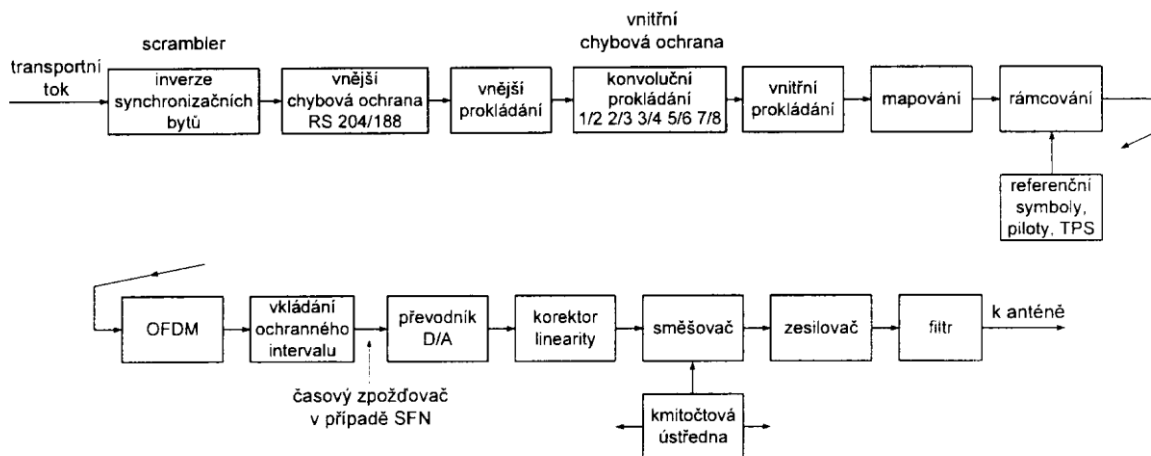 scrambler
vnitřní
chybová ochrana
transportní
tok
inverze
synchronizačních
bytů
vnější
chybová ochrana
RS 204/188
vnější
prokládání
konvoluční
prokládání
1/2 2/3 3/4 5/6 7/8
vnitřní
prokládání
mapování
rámcování
referenční
symboly,
piloty, TPS
OFDM
vkládání
ochranného
intervalu
převodník
D/A
korektor
linearity
směšovač
zesilovač
filtr
k anténě
časový zpožďovač
v případě SFN
kmitočtová
ústředna